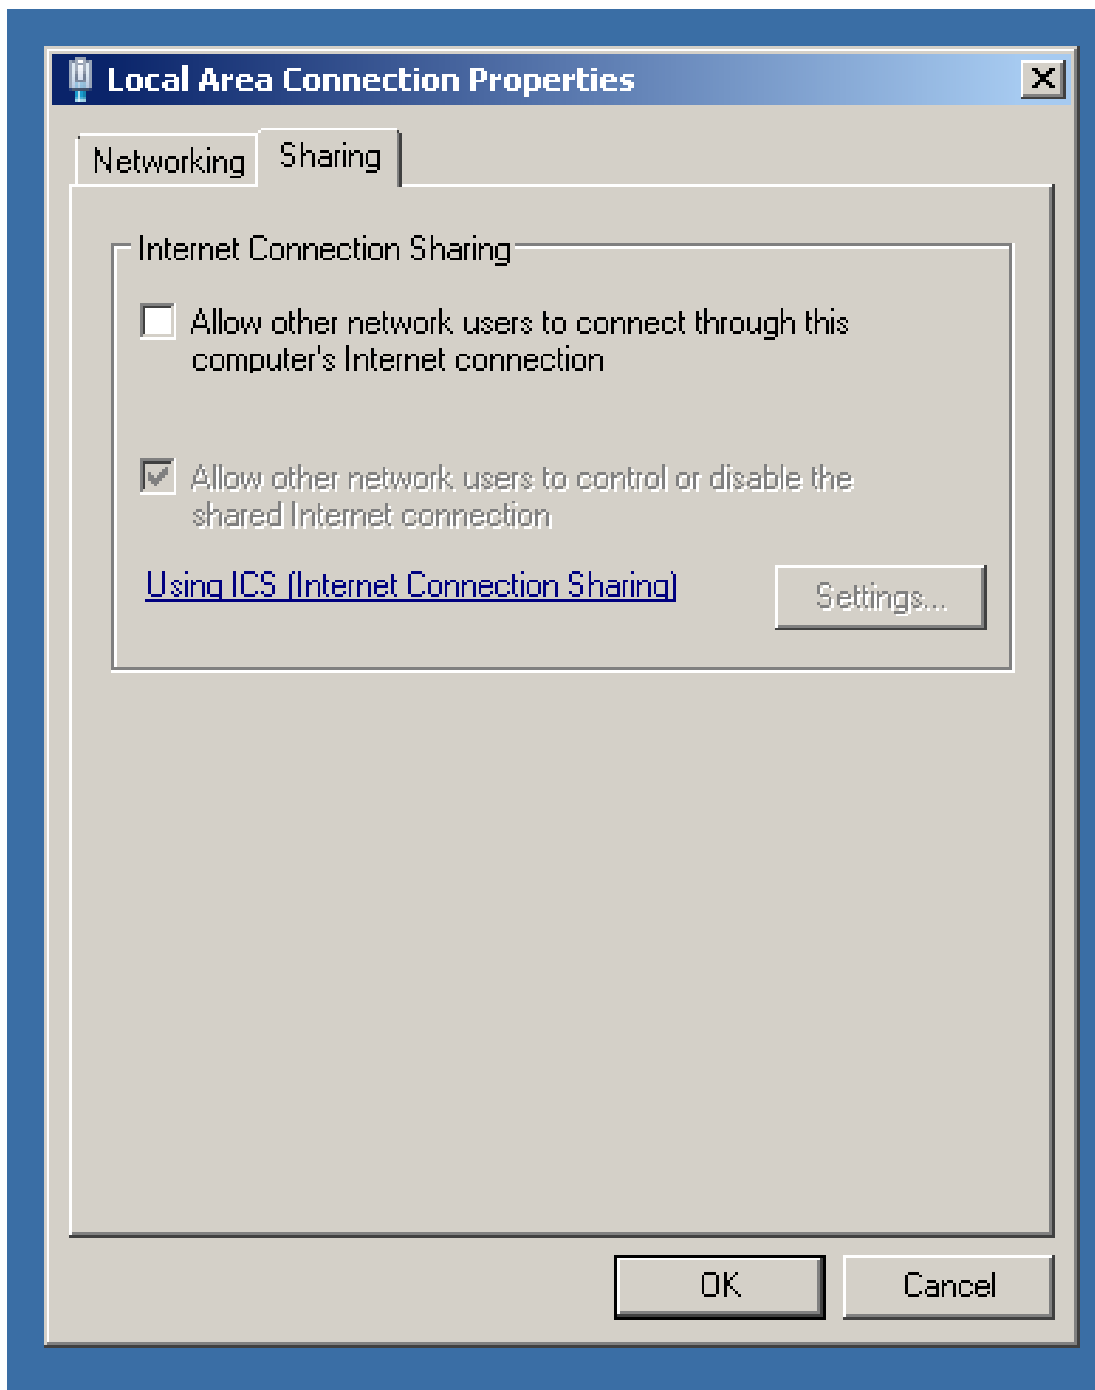 Local Area Connection Properties
Networking
Sharing
Internet Connection Sharing
Allow other network users to connect through this
computer's Internet connection
Allow other network users to control or disable the
shared Internet connection
Using ICS (Internet Connection Sharing)
Settings...
OK
Cancel